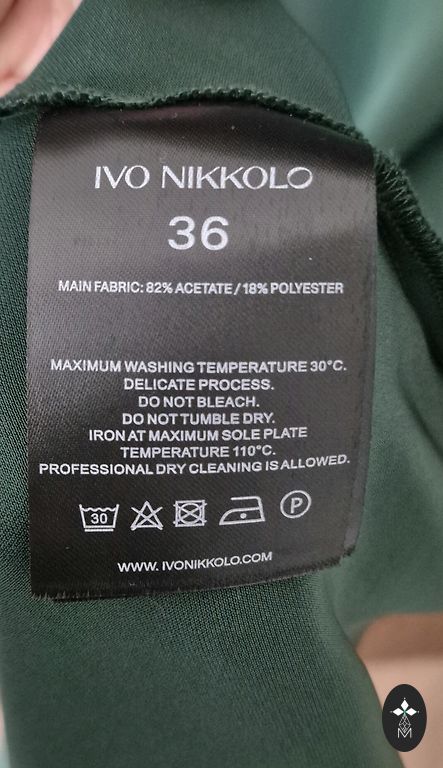 IVO NIKKOLO
36
MAIN FABRIC: 82% ACETATE/18% POLYESTER
MAXIMUM WASHING TEMPERATURE 30°C.
DELICATE PROCESS.
DO NOT BLEACH.
DO NOT TUMBLE DRY.
IRON AT MAXIMUM SOLE PLATE
TEMPERATURE 110°C.
PROFESSIONAL DRY CLEANING IS ALLOWED.
30 P
WWW. IVONIKKOLO.COM
M